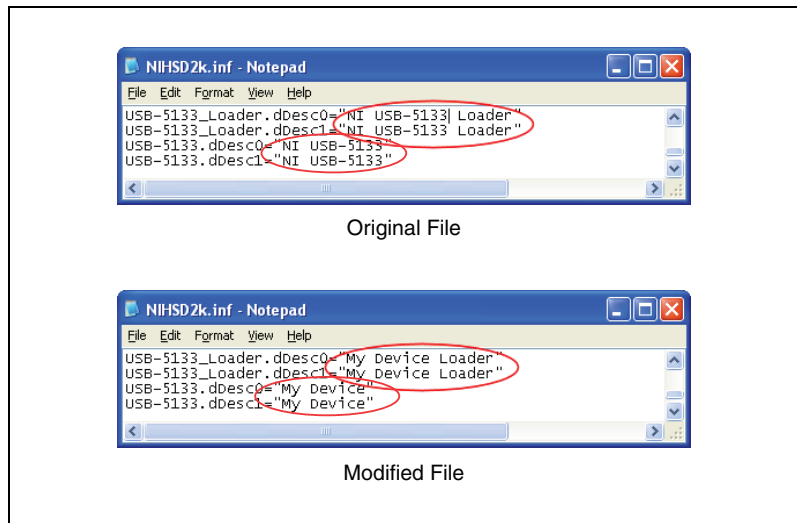 NIHSD2k.inf - Notepad
File Edit Format View Help
USB-5133_Loader.dDesc0="NI USB-5133 Loader"
USB-5133_Loader.dDesc1="NI USB-5133 Loader"
USB-5133.dDesc0="NI USB-5133"
USB-5133.dDesc1="NI USB-5133"
Original File
NIHSD2k.inf - Notepad
File Edit Format View Help
USB-5133_Loader.dDesc0="My Device Loader"
USB-5133_Loader.dDesc1="My Device Loader"
USB-5133.dDesc0="My Device"
USB-5133.dDesc1="My Device"
Modified File